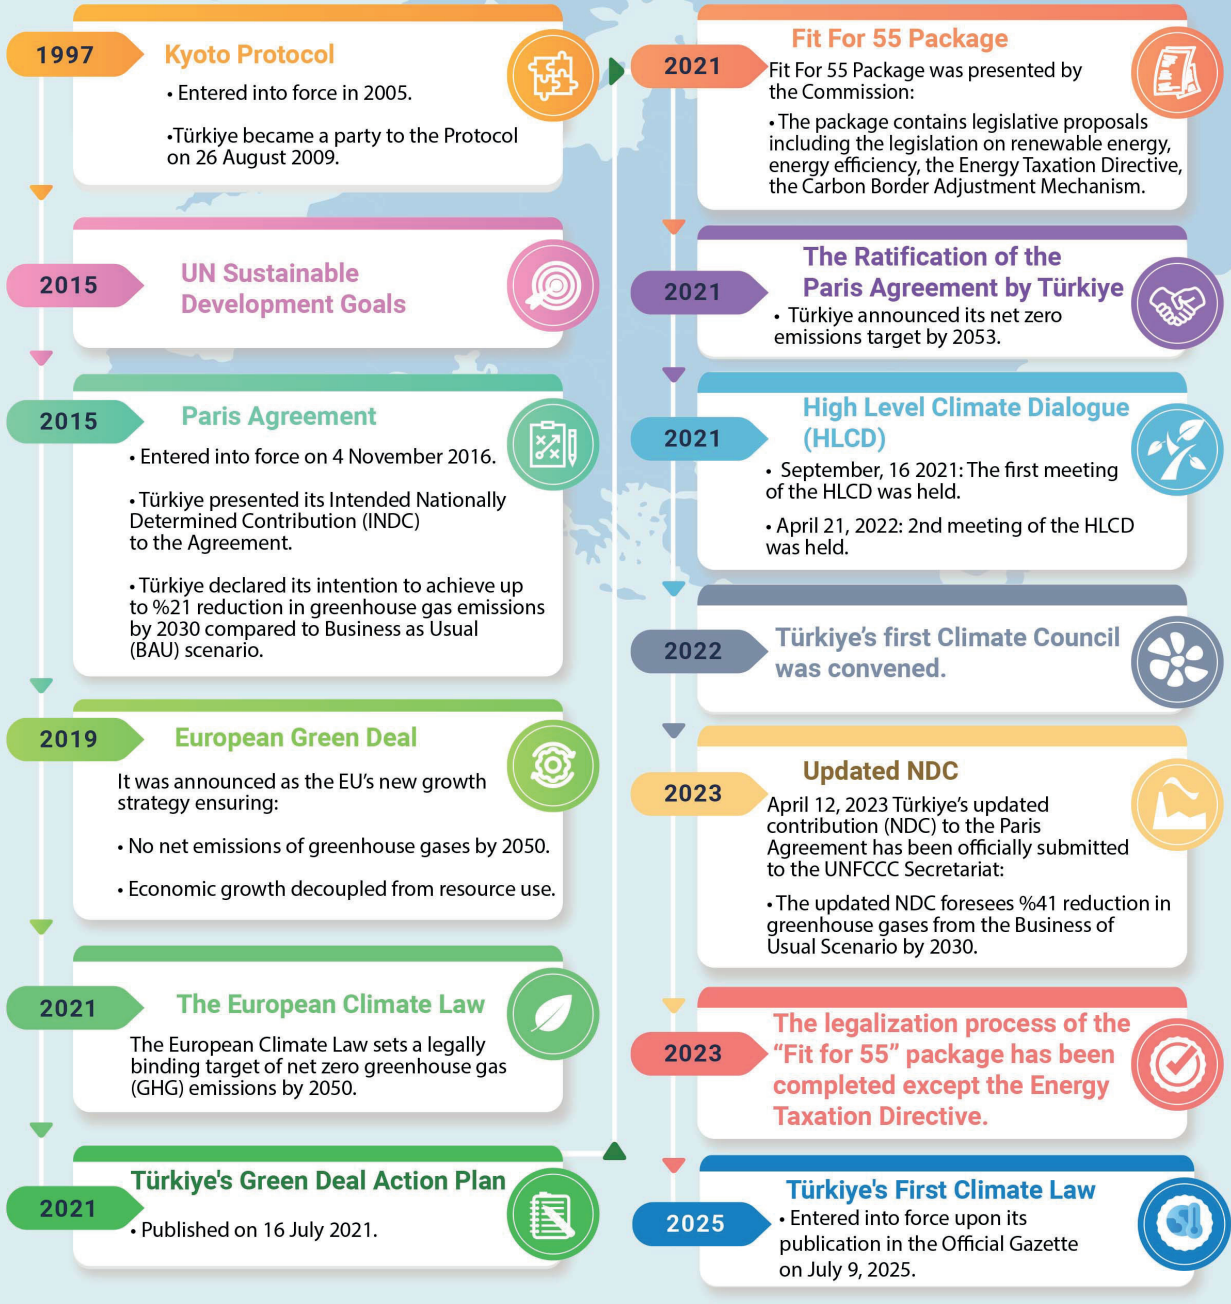 1997
Kyoto Protocol
• Entered into force in 2005.
•Türkiye became a party to the Protocol
on 26 August 2009.
2015
UN Sustainable
Development Goals
2015
Paris Agreement
• Entered into force on 4 November 2016.
• Türkiye presented its Intended Nationally
Determined Contribution (INDC)
to the Agreement.
• Türkiye declared its intention to achieve up
to %21 reduction in greenhouse gas emissions
by 2030 compared to Business as Usual
(BAU) scenario.
2019
European Green Deal
It was announced as the EU's new growth
strategy ensuring:
• No net emissions of greenhouse gases by 2050.
• Economic growth decoupled from resource use.
2021
The European Climate Law
The European Climate Law sets a legally
binding target of net zero greenhouse gas
(GHG) emissions by 2050.
2021
Türkiye's Green Deal Action Plan
• Published on 16 July 2021.
2021
Fit For 55 Package
Fit For 55 Package was presented by
the Commission:
• The package contains legislative proposals
including the legislation on renewable energy,
energy efficiency, the Energy Taxation Directive,
the Carbon Border Adjustment Mechanism.
2021
The Ratification of the
Paris Agreement by Türkiye
• Türkiye announced its net zero
emissions target by 2053.
2021
High Level Climate Dialogue
(HLCD)
• September, 16 2021: The first meeting
of the HLCD was held.
• April 21, 2022: 2nd meeting of the HLCD
was held.
2022
Türkiye's first Climate Council
was convened.
2023
Updated NDC
April 12, 2023 Türkiye's updated
contribution (NDC) to the Paris
Agreement has been officially submitted
to the UNFCCC Secretariat:
• The updated NDC foresees %41 reduction in
greenhouse gases from the Business of
Usual Scenario by 2030.
2023
The legalization process of the
“Fit for 55” package has been
completed except the Energy
Taxation Directive.
2025
Türkiye's First Climate Law
• Entered into force upon its
publication in the Official Gazette
on July 9, 2025.